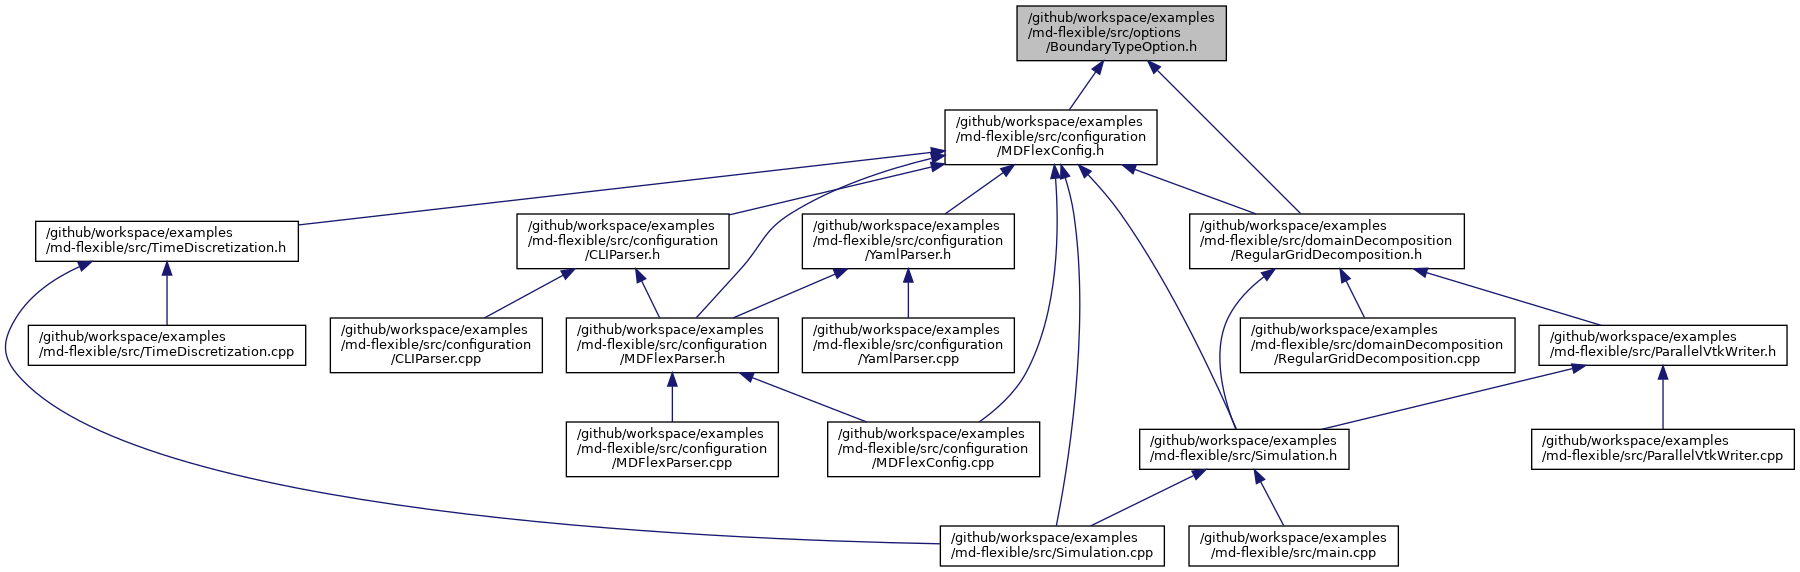 /github/workspace/examples
/md-flexible/src/options
/BoundaryTypeOption.h
/github/workspace/examples
/md-flexible/src/configuration
/MDFlexConfig.h
/github/workspace/examples
/md-flexible/src/TimeDiscretization.h
/github/workspace/examples
/md-flexible/src/configuration
/CLIParser.h
/github/workspace/examples
/md-flexible/src/configuration
/YamlParser.h
/github/workspace/examples
/md-flexible/src/domainDecomposition
/RegularGridDecomposition.h
/github/workspace/examples
/md-flexible/src/TimeDiscretization.cpp
/github/workspace/examples
/md-flexible/src/configuration
/CLIParser.cpp
/github/workspace/examples
/md-flexible/src/configuration
/MDFlexParser.h
/github/workspace/examples
/md-flexible/src/configuration
/YamlParser.cpp
/github/workspace/examples
/md-flexible/src/domainDecomposition
/RegularGridDecomposition.cpp
/github/workspace/examples
/md-flexible/src/ParallelVtkWriter.h
/github/workspace/examples
/md-flexible/src/configuration
/MDFlexParser.cpp
/github/workspace/examples
/md-flexible/src/configuration
/MDFlexConfig.cpp
/github/workspace/examples
/md-flexible/src/Simulation.h
/github/workspace/examples
/md-flexible/src/ParallelVtkWriter.cpp
/github/workspace/examples
/md-flexible/src/Simulation.cpp
/github/workspace/examples
/md-flexible/src/main.cpp